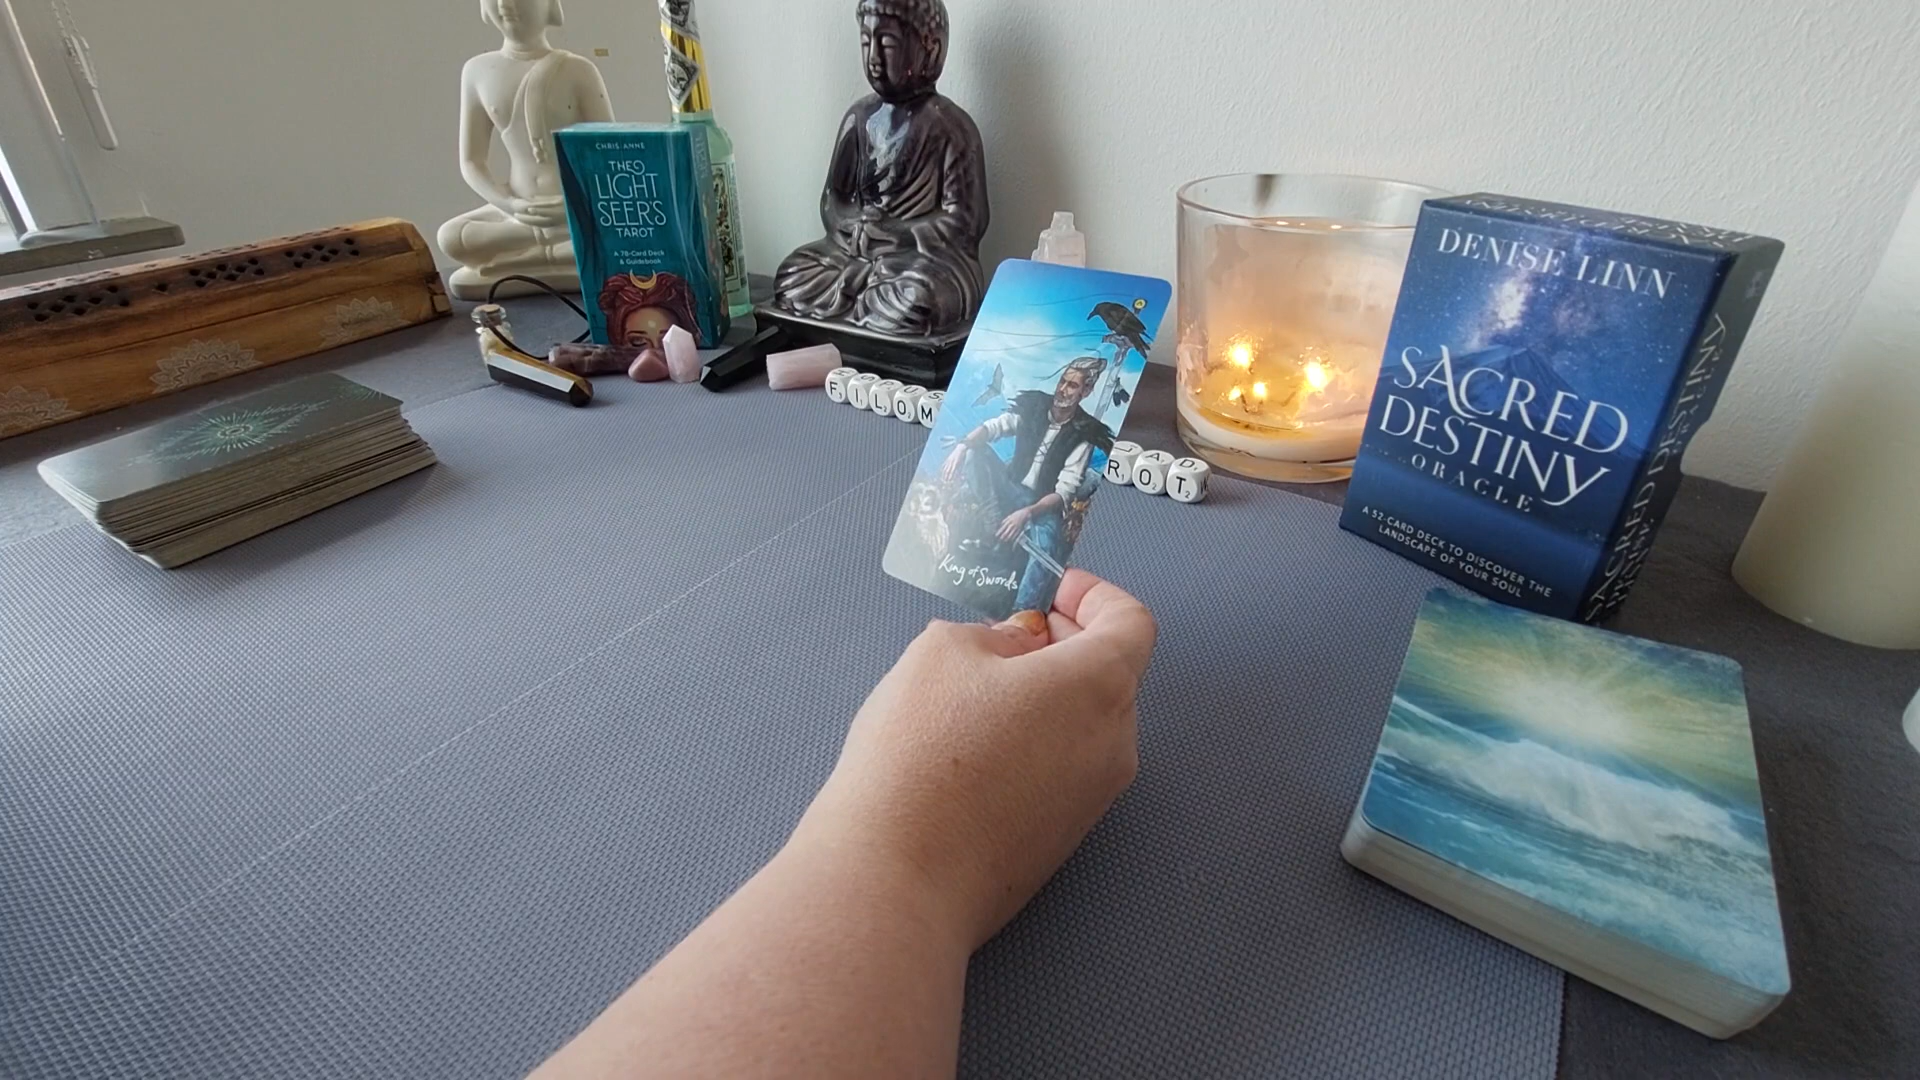 CHRIS-ANNE
THE
LIGHT
SEER'S
TAROT
A 78-Card Deck
& Guidebook
FILOM
ROT
King of Swords
DENISE LINN
SACRED
DESTINY
ORACLE
A 52-CARD DECK TO DISCOVER THE
LANDSCAPE OF YOUR SOUL
SACRED DESTINY